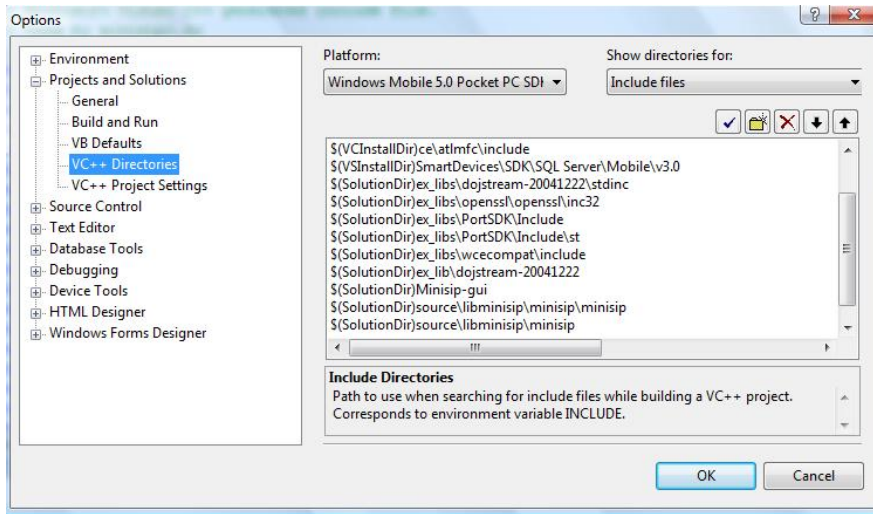 Options
Environment
Projects and Solutions
General
Build and Run
VB Defaults
VC++ Directories
VC++ Project Settings
Source Control
Text Editor
Database Tools
Debugging
Device Tools
HTML Designer
Windows Forms Designer
Platform:
Windows Mobile 5.0 Pocket PC SDI
Show directories for:
Include files
$(VCInstallDir)ce\atlmfc\include
$(VSInstallDir)SmartDevices\SDK\SQL Server\Mobile\v3.0
$(SolutionDir)ex_libs\dojstream-20041222\stdinc
$(SolutionDir)ex_libs\openssl\openssl\inc32
$(SolutionDir)ex_libs\PortSDK\Include
$(SolutionDir)ex_libs\PortSDK\Include\st
$(SolutionDir)ex_libs\wcecompat\include
$(SolutionDir)ex_lib\dojstream-20041222
$(SolutionDir)Minisip-gui
$(SolutionDir)source\libminisip\minisip\minisip
$(SolutionDir)source\libminisip\minisip
Include Directories
Path to use when searching for include files while building a VC++ project.
Corresponds to environment variable INCLUDE.
OK
Cancel